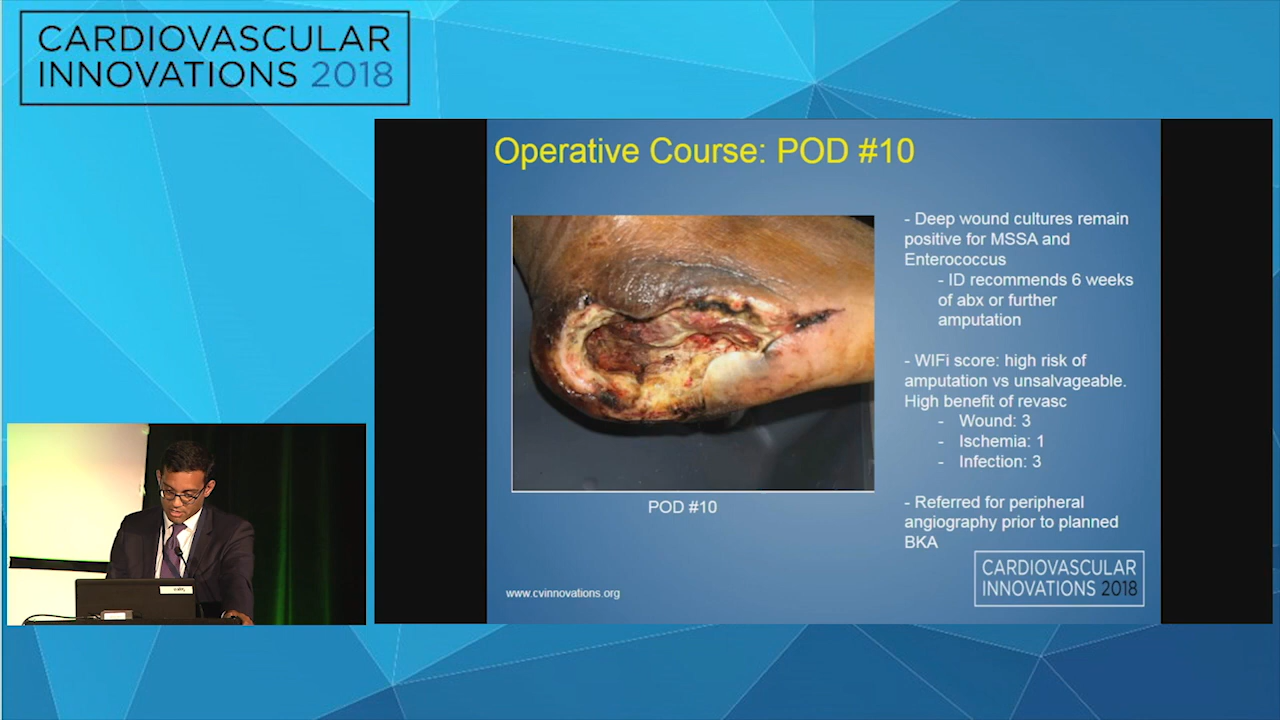 CARDIOVASCULAR
INNOVATIONS 2018
Operative Course: POD #10
- Deep wound cultures remain
positive for MSSA and
Enterococcus
- ID recommends 6 weeks
of abx or further
amputation
- WIFi score: high risk of
amputation vs unsalvageable.
High benefit of revasc
- Wound: 3
- Ischemia: 1
- Infection: 3
- Referred for peripheral
angiography prior to planned
BKA
POD #10
www.cvinnovations.org
CARDIOVASCULAR
INNOVATIONS 2018